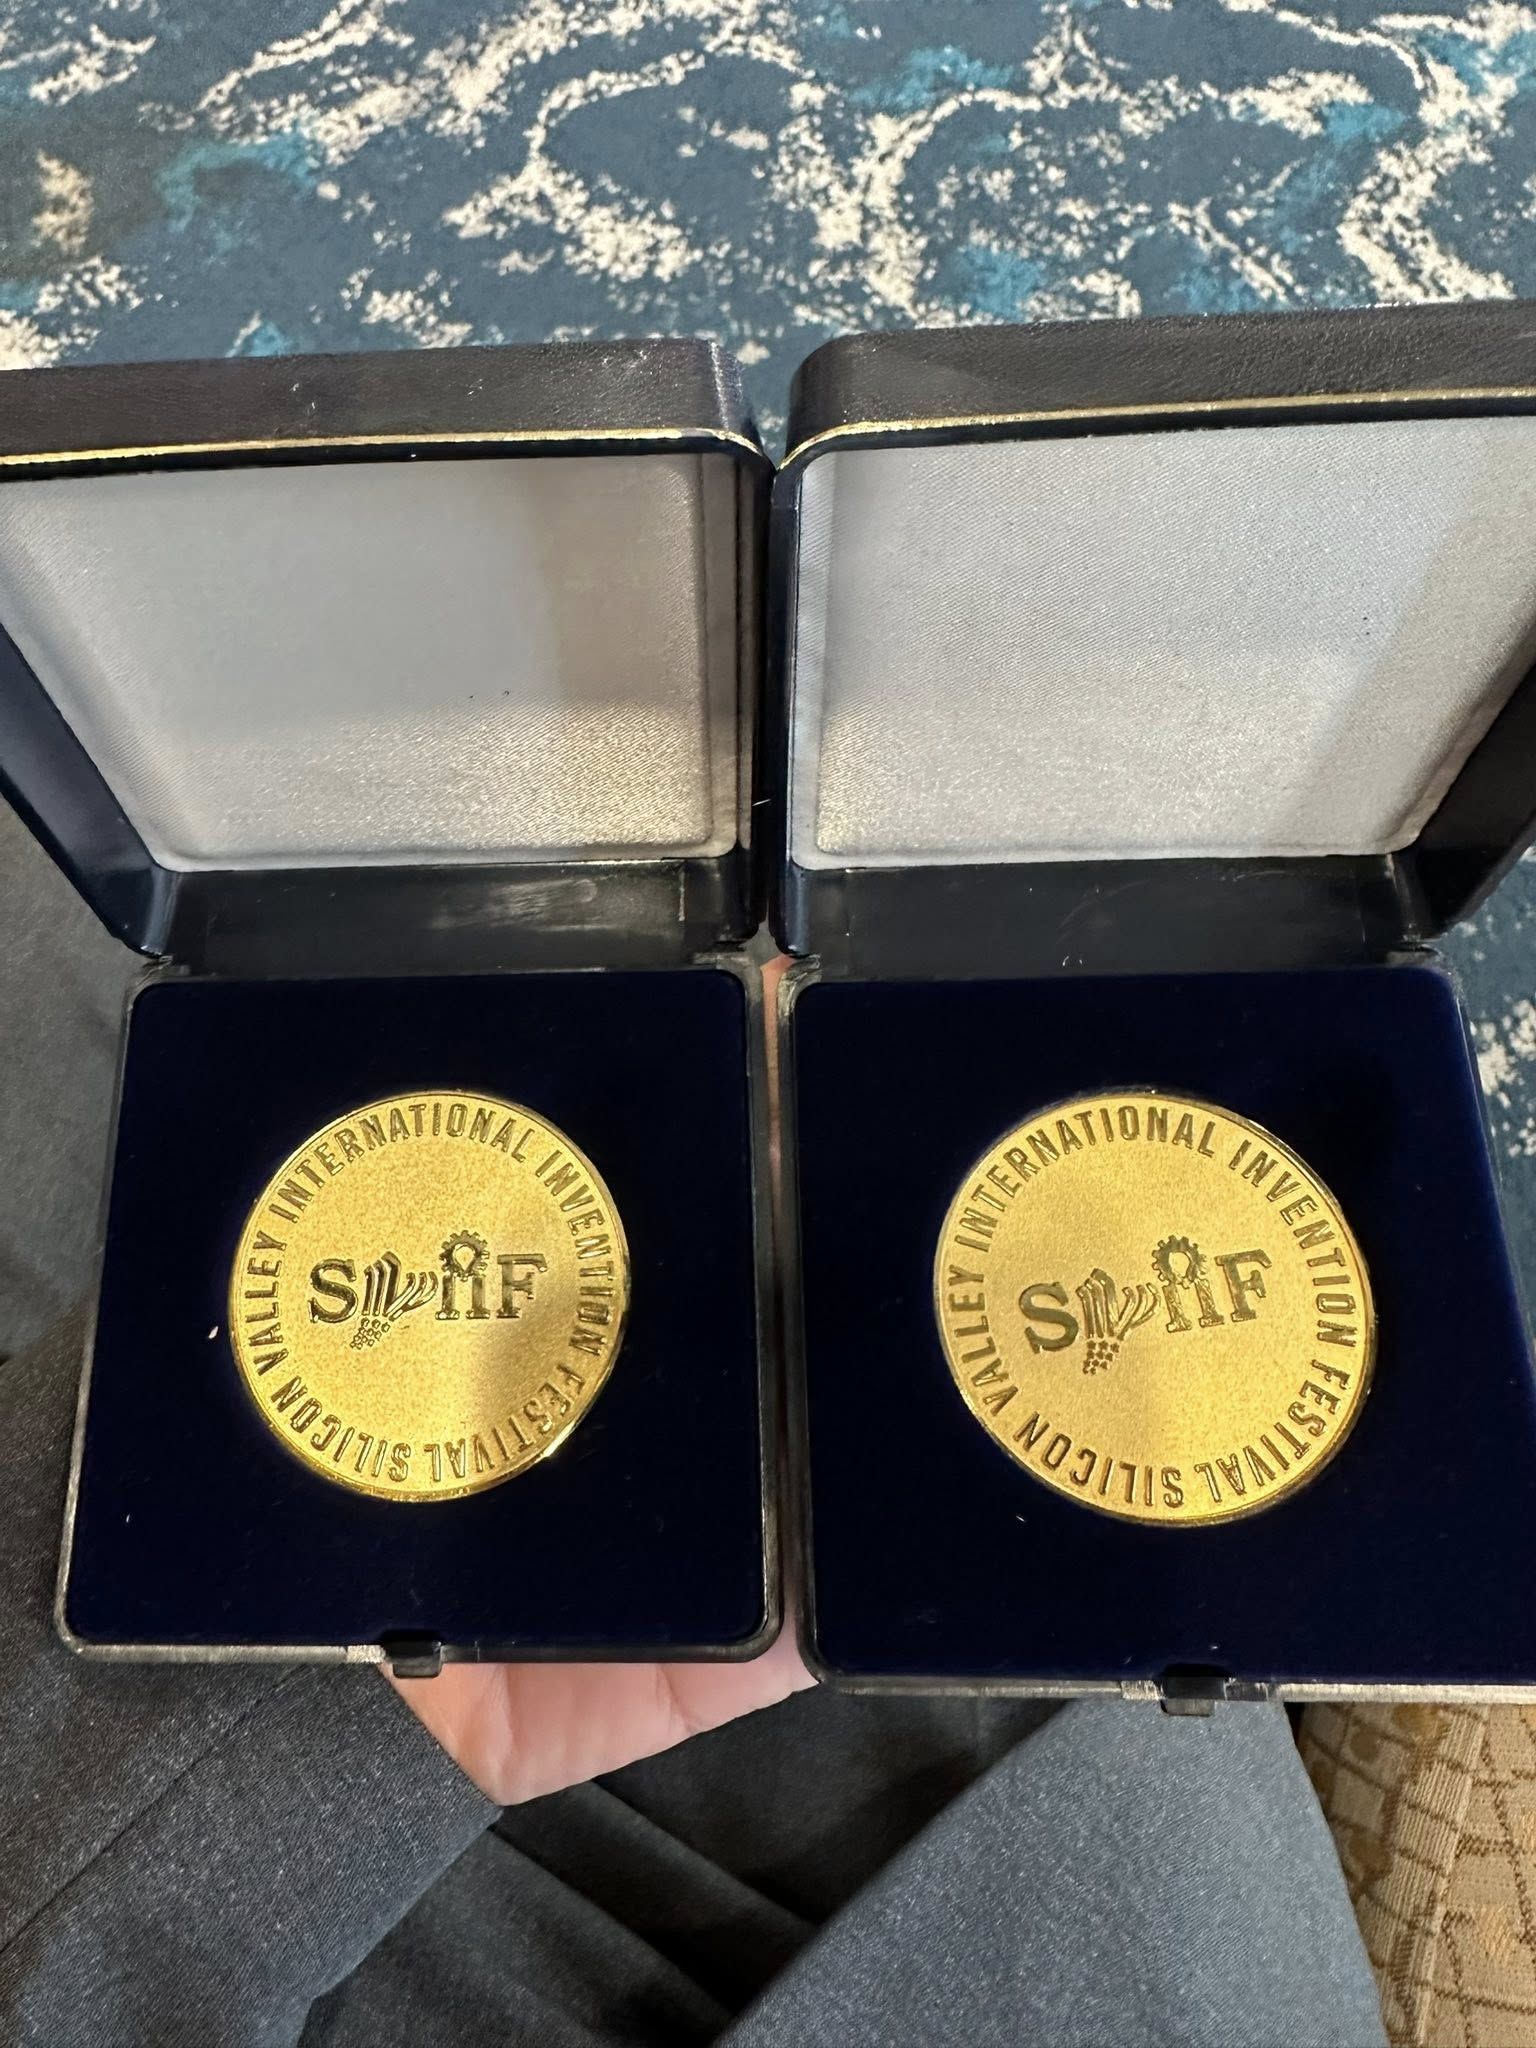 SILICON VALLEY INTERNATIONAL INVENTION FESTIVAL
SVIIF
SILICON VALLEY INTERNATIONAL INVENTION FESTIVAL
SVIIF